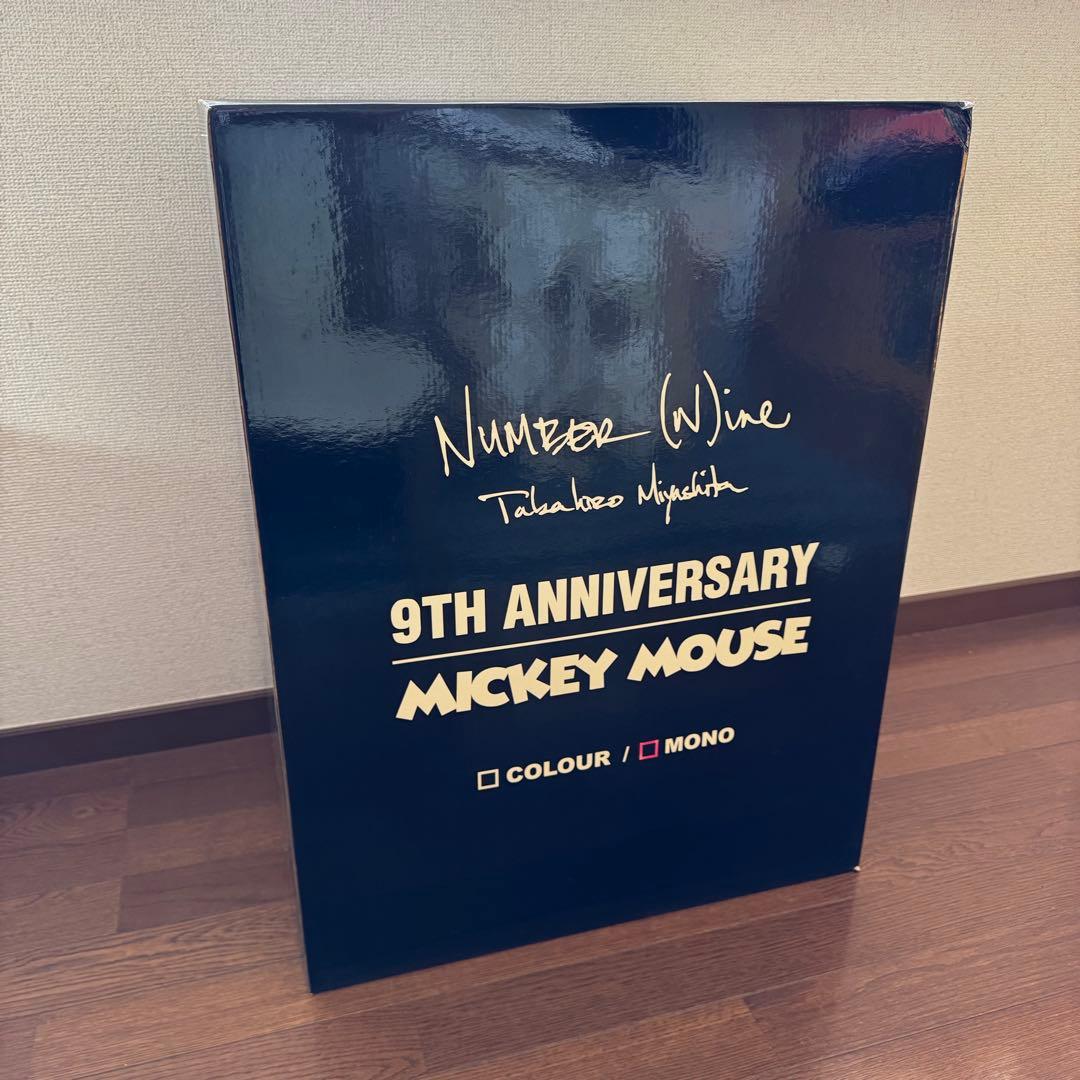 NUMBER (N)ine
Takahiro Miyashita
9TH ANNIVERSARY
MICKEY MOUSE
☐ COLOUR / ☐ MONO